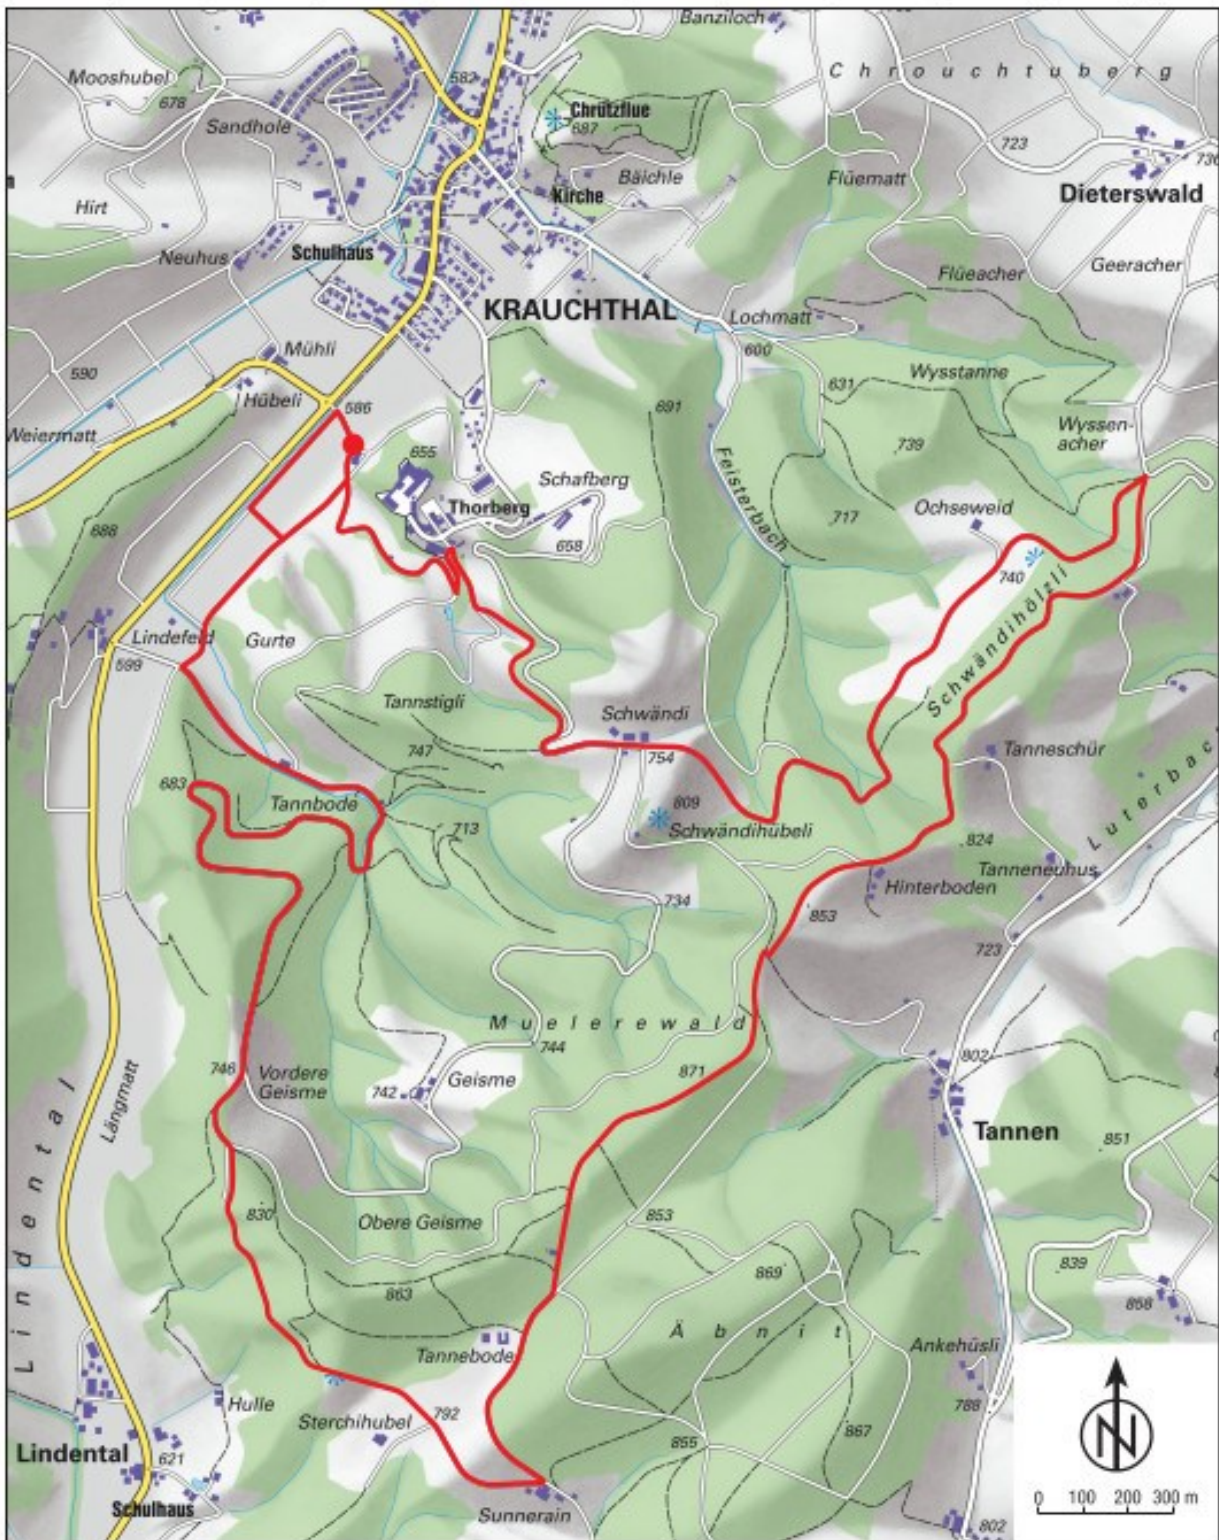 Banziloch
Chrouchtuberg
Mooshubel
678
582
Chrützflue
687
Sandhole
723
736
Dieterswald
Bäichle
Flüematt
Kirche
Hirt
Neuhus
Schulhaus
Flüeacher
Geeracher
KRAUCHTHAL
Lochmatt
600
Mühli
590
Hübeli
586
631
Wysstanne
691
Weiermatt
Wyssen-
acher
739
655
Schafberg
Thorberg
Feisterbach
Ochseweid
717
688
658
740
Schwändihölzli
Lindefeld
Gurte
599
Tannstigli
Schwändi
747
754
Tanneschür
683
Tannbode
809
Schwändihubeli
713
824
Luterbach
Tanneneuhus
Hinterboden
734
853
723
Muelerewald
744
802
746
Vordere
Geisme
742
Geisme
871
Längmatt
Tannen
851
Lindental
830
Obere Geisme
853
869
839
863
858
Äbnit
Tannebode
Ankehüsli
Hulle
792
Sterchihubel
788
867
855
Lindental
621
Schulhaus
Sunnerain
802
N
0 100 200 300 m